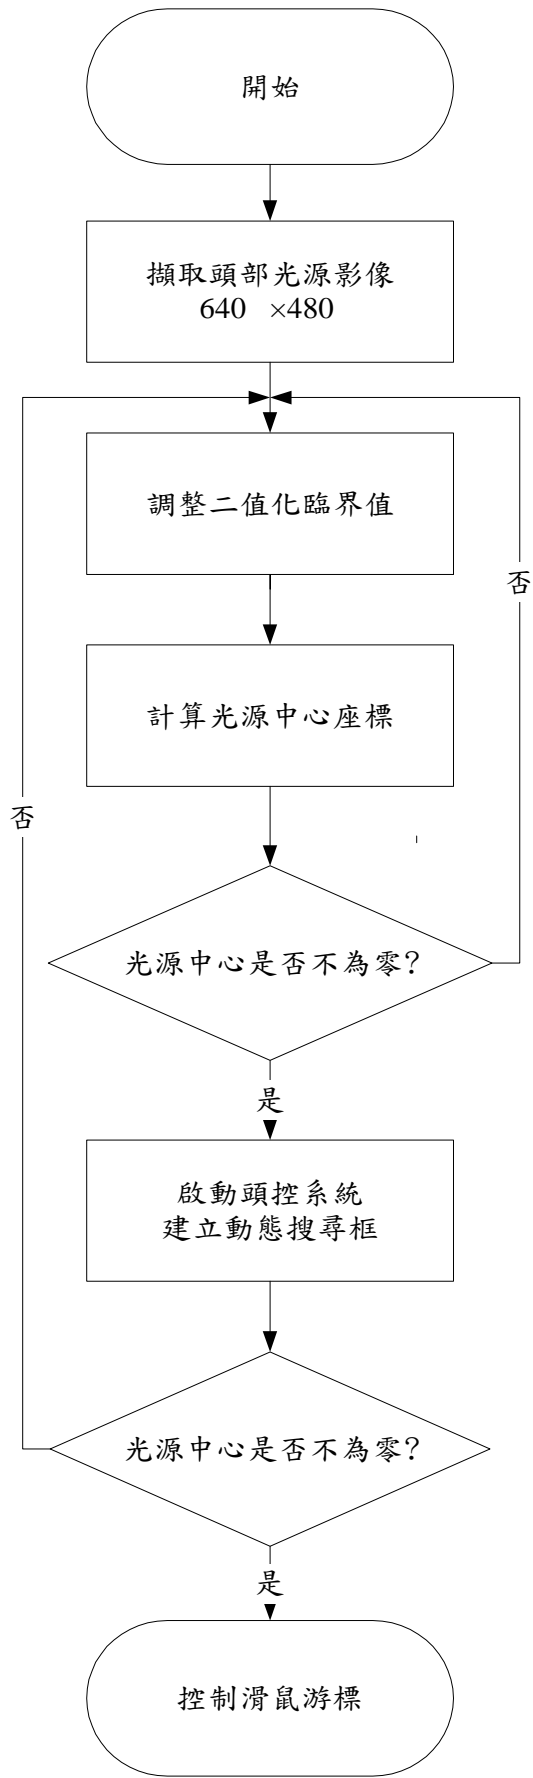 開始
擷取頭部光源影像
640 ×480
調整二值化臨界值
否
計算光源中心座標
否
光源中心是否不為零?
是
啟動頭控系統
建立動態搜尋框
光源中心是否不為零?
是
控制滑鼠游標